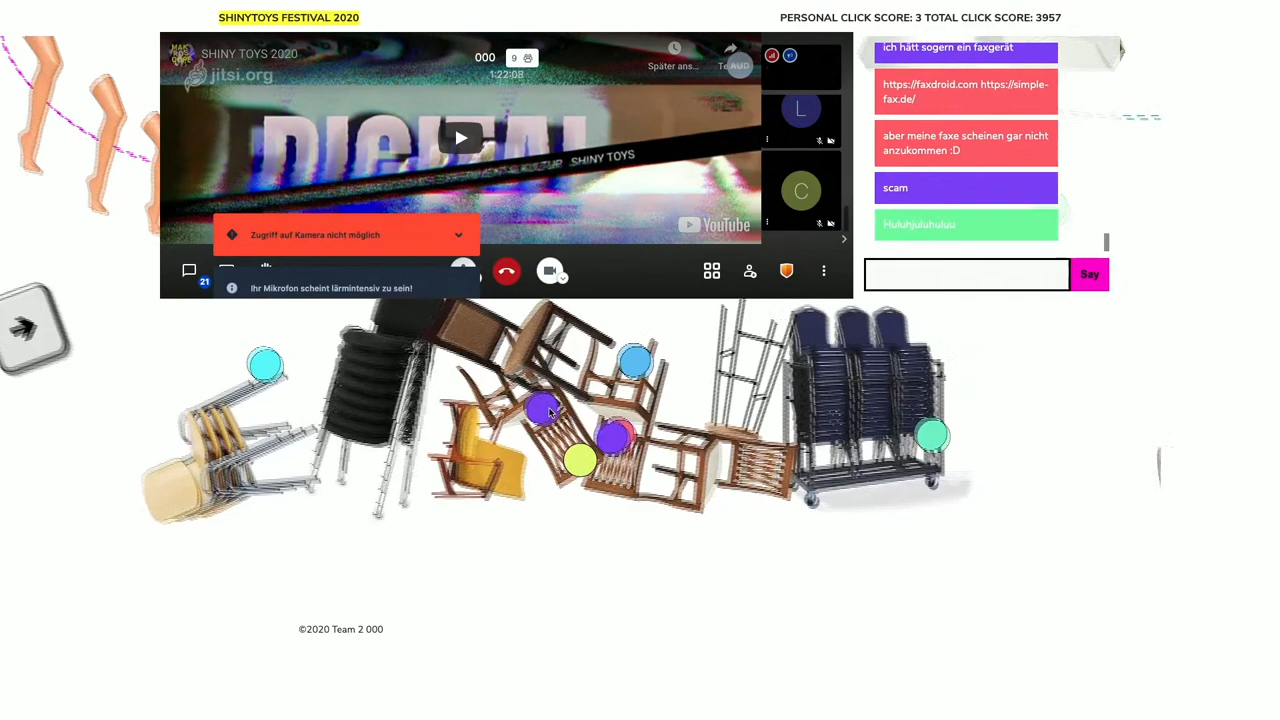 SHINYTOYS FESTIVAL 2020
PERSONAL CLICK SCORE: 3 TOTAL CLICK SCORE: 3957
SHINY TOYS 2020
jitsi.org
000
9
1:22:08
Später ans...
AUD
DIGITAL
SHINY TOYS
YouTube
L
C
Zugriff auf Kamera nicht möglich
21
Ihr Mikrofon scheint lärmintensiv zu sein!
ich hätt sogern ein faxgerät
https://faxdroid.com https://simple-
fax.de/
aber meine faxe scheinen gar nicht
anzukommen :D
scam
Huluhjuluhuluu
Say
©2020 Team 2 000